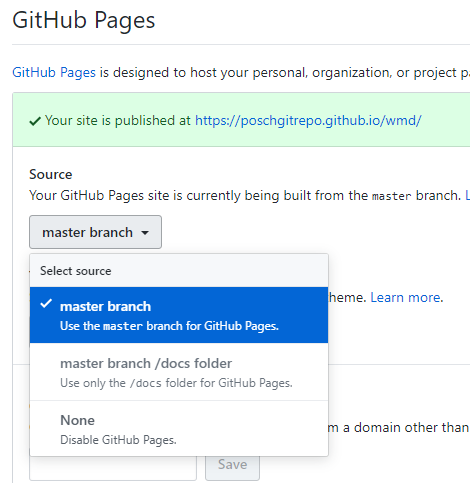 GitHub Pages
GitHub Pages is designed to host your personal, organization, or project
Your site is published at https://poschgitrepo.github.io/wmd/
Source
Your GitHub Pages site is currently being built from the master branch.
master branch
Select source
master branch
Use the master branch for GitHub Pages.
heme. Learn more.
master branch /docs folder
Use only the /docs folder for GitHub Pages.
None
Disable GitHub Pages.
m a domain other than
Save